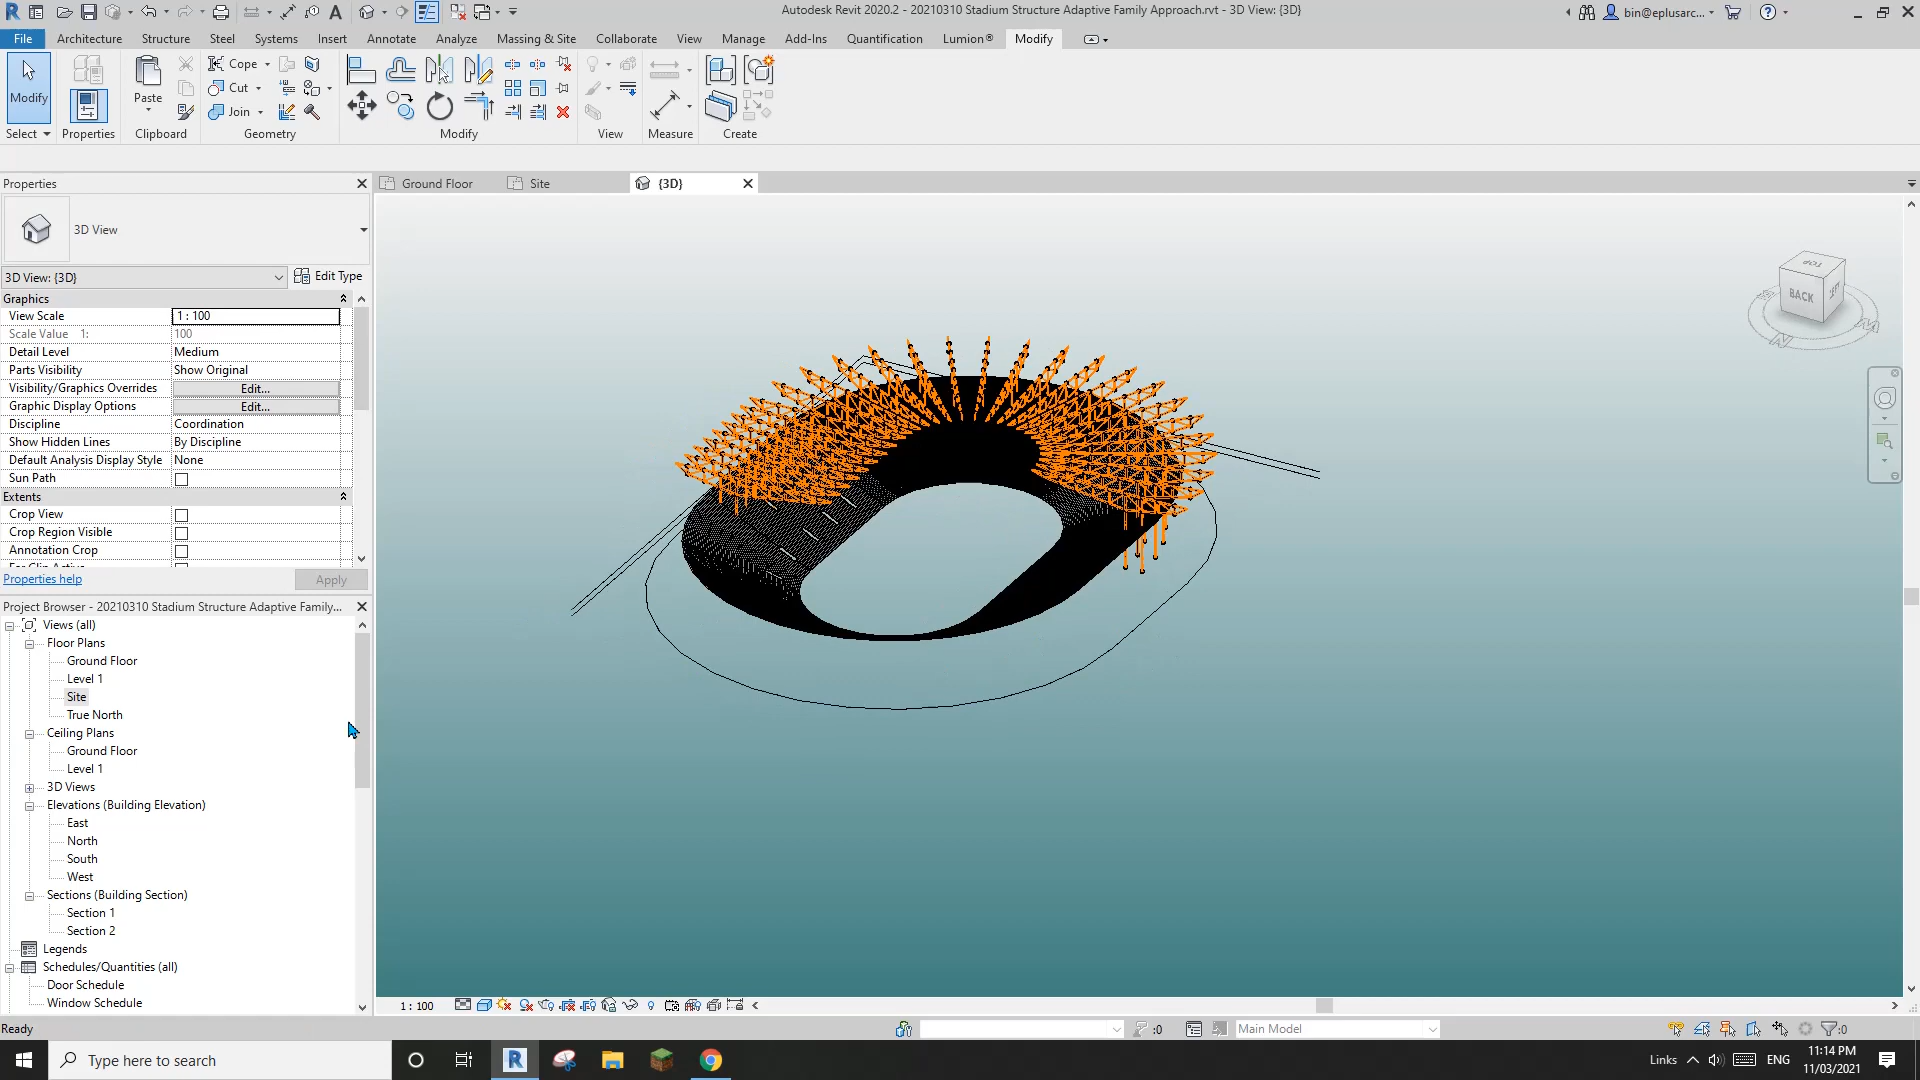 Autodesk Revit 2020.2 - 20210310 Stadium Structure Adaptive Family Approach.rvt - 3D View: {3D}
bin@eplusarc...
File Architecture Structure Steel Systems Insert Annotate Analyze Massing & Site Collaborate View Manage Add-Ins Quantification Lumion® Modify
Modify
Paste
Cope
Cut
Join
Select Properties Clipboard Geometry Modify View Measure Create
Properties
Ground Floor Site {3D}
3D View
3D View: {3D} Edit Type
Graphics
View Scale 1 : 100
Scale Value 1: 100
Detail Level Medium
Parts Visibility Show Original
Visibility/Graphics Overrides Edit...
Graphic Display Options Edit...
Discipline Coordination
Show Hidden Lines By Discipline
Default Analysis Display Style None
Sun Path
Extents
Crop View
Crop Region Visible
Annotation Crop
Properties help Apply
TOP
BACK
Project Browser - 20210310 Stadium Structure Adaptive Family...
Views (all)
Floor Plans
Ground Floor
Level 1
Site
True North
Ceiling Plans
Ground Floor
Level 1
3D Views
Elevations (Building Elevation)
East
North
South
West
Sections (Building Section)
Section 1
Section 2
Legends
Schedules/Quantities (all)
Door Schedule
Window Schedule
1 : 100
Ready
:0
Main Model
:0
Type here to search
Links
ENG
11:14 PM
11/03/2021